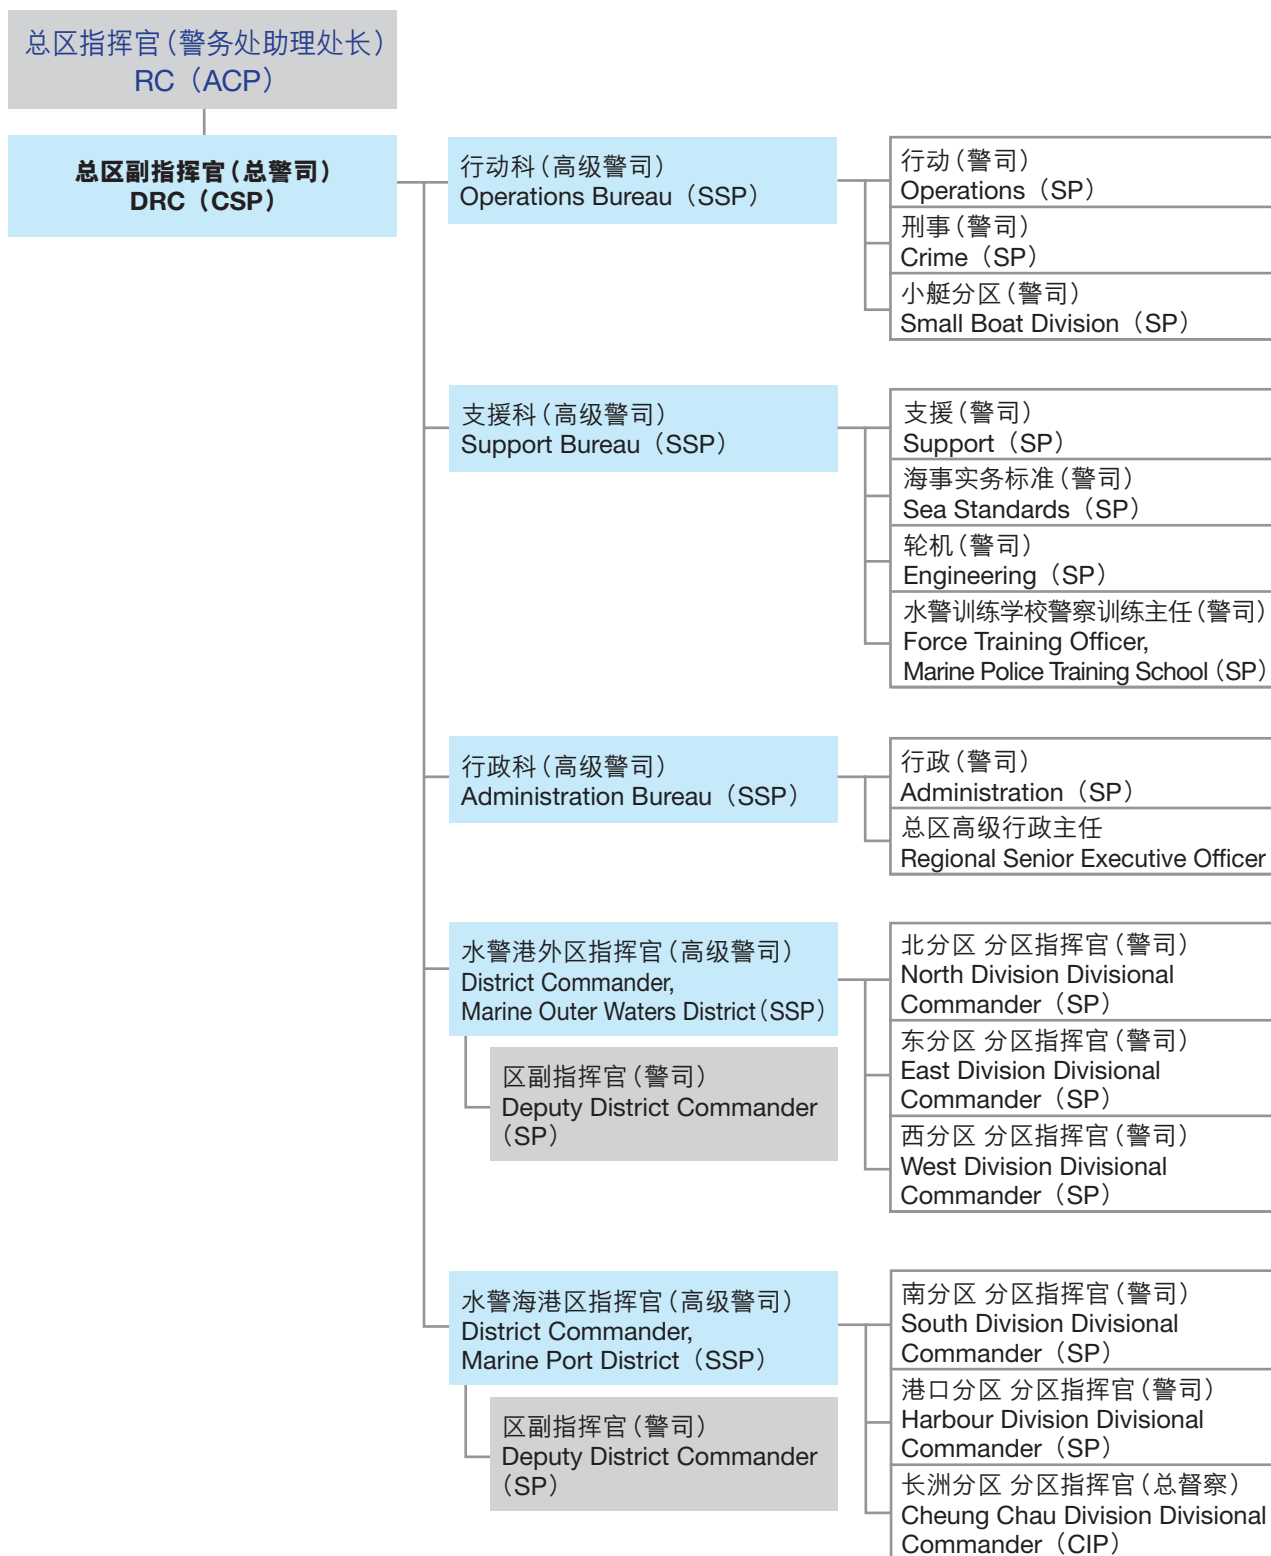 总区指挥官(警务处助理处长)
RC（ACP）
总区副指挥官(总警司)
DRC（CSP）
行动科(高级警司)
Operations Bureau（SSP）
行动(警司)
Operations（SP）
刑事(警司)
Crime（SP）
小艇分区(警司)
Small Boat Division（SP）
支援科(高级警司)
Support Bureau（SSP）
支援(警司)
Support（SP）
海事实务标准(警司)
Sea Standards（SP）
轮机(警司)
Engineering（SP）
水警训练学校警察训练主任(警司)
Force Training Officer,
Marine Police Training School(SP)
行政科(高级警司)
Administration Bureau（SSP）
行政(警司)
Administration（SP）
总区高级行政主任
Regional Senior Executive Officer
水警港外区指挥官(高级警司)
District Commander,
Marine Outer Waters District(SSP)
区副指挥官(警司)
Deputy District Commander
（SP）
北分区 分区指挥官(警司)
North Division Divisional
Commander（SP）
东分区 分区指挥官(警司)
East Division Divisional
Commander（SP）
西分区 分区指挥官(警司)
West Division Divisional
Commander（SP）
水警海港区指挥官(高级警司)
District Commander,
Marine Port District（SSP）
区副指挥官(警司)
Deputy District Commander
（SP）
南分区 分区指挥官(警司)
South Division Divisional
Commander（SP）
港口分区 分区指挥官(警司)
Harbour Division Divisional
Commander（SP）
长洲分区 分区指挥官(总督察)
Cheung Chau Division Divisional
Commander（CIP）